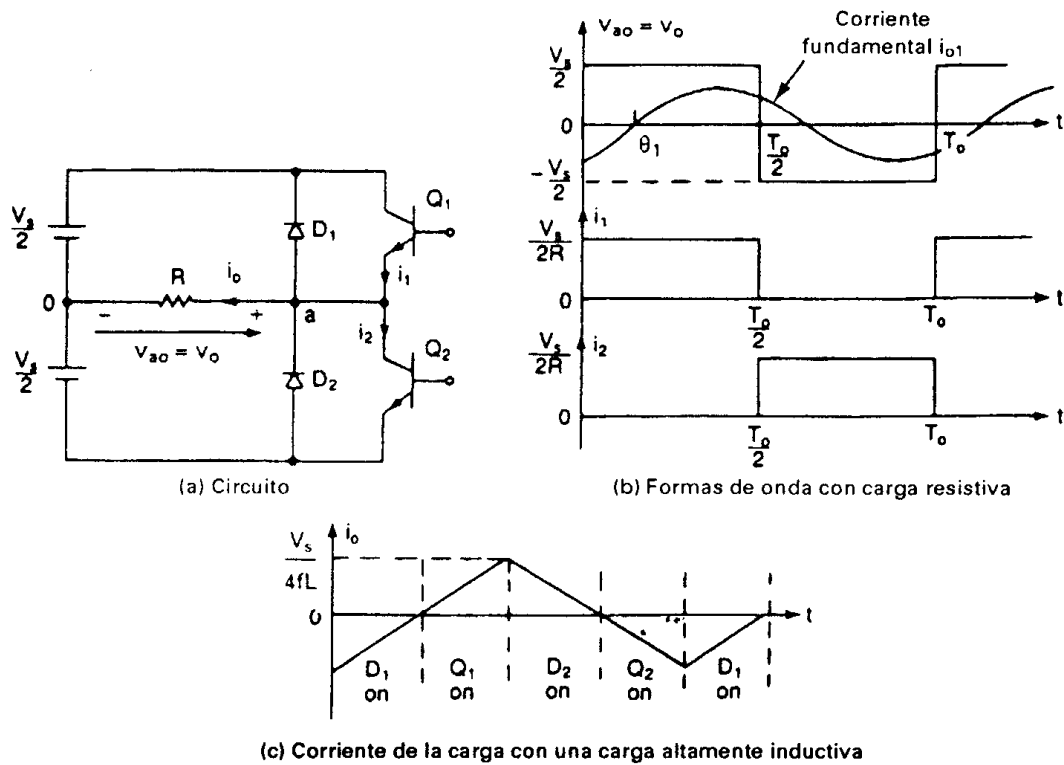 V_s/2
0
V_s/2
R
i_o
-
+
a
v_ao = v_o
D_1
D_2
Q_1
Q_2
i_1
i_2
(a) Circuito
v_ao = v_o
Corriente
fundamental i_o1
V_s/2
0
-V_s/2
θ_1
T_o/2
T_o
t
i_1
V_s/2R
0
T_o/2
T_o
t
i_2
V_s/2R
0
T_o/2
T_o
t
(b) Formas de onda con carga resistiva
i_o
V_s/4fL
0
t
D_1 Q_1 D_2 Q_2 D_1
on on on on on
(c) Corriente de la carga con una carga altamente inductiva